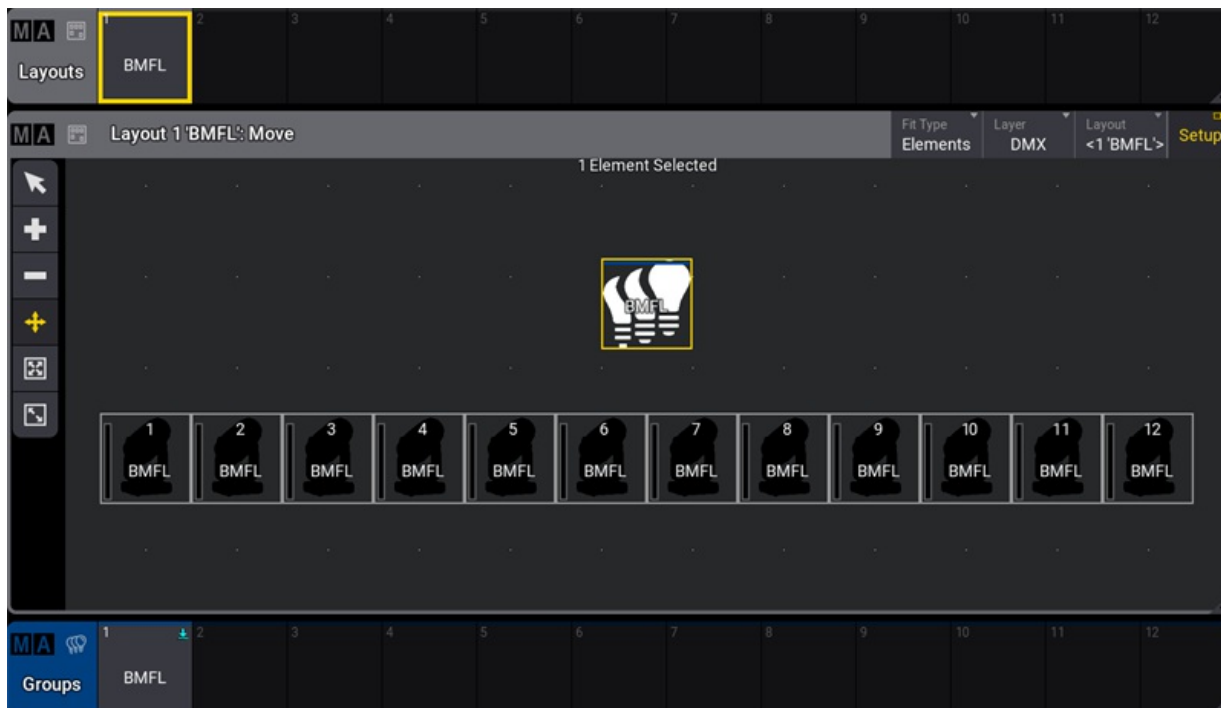 1 2 3 4 5 6 7 8 9 10 11 12
MA
Layouts BMFL
MA Layout 1 'BMFL': Move
Fit Type Layer Layout
Elements DMX <1 'BMFL'> Setup
1 Element Selected
BMFL
1 2 3 4 5 6 7 8 9 10 11 12
BMFL BMFL BMFL BMFL BMFL BMFL BMFL BMFL BMFL BMFL BMFL BMFL
1 2 3 4 5 6 7 8 9 10 11 12
MA
Groups BMFL